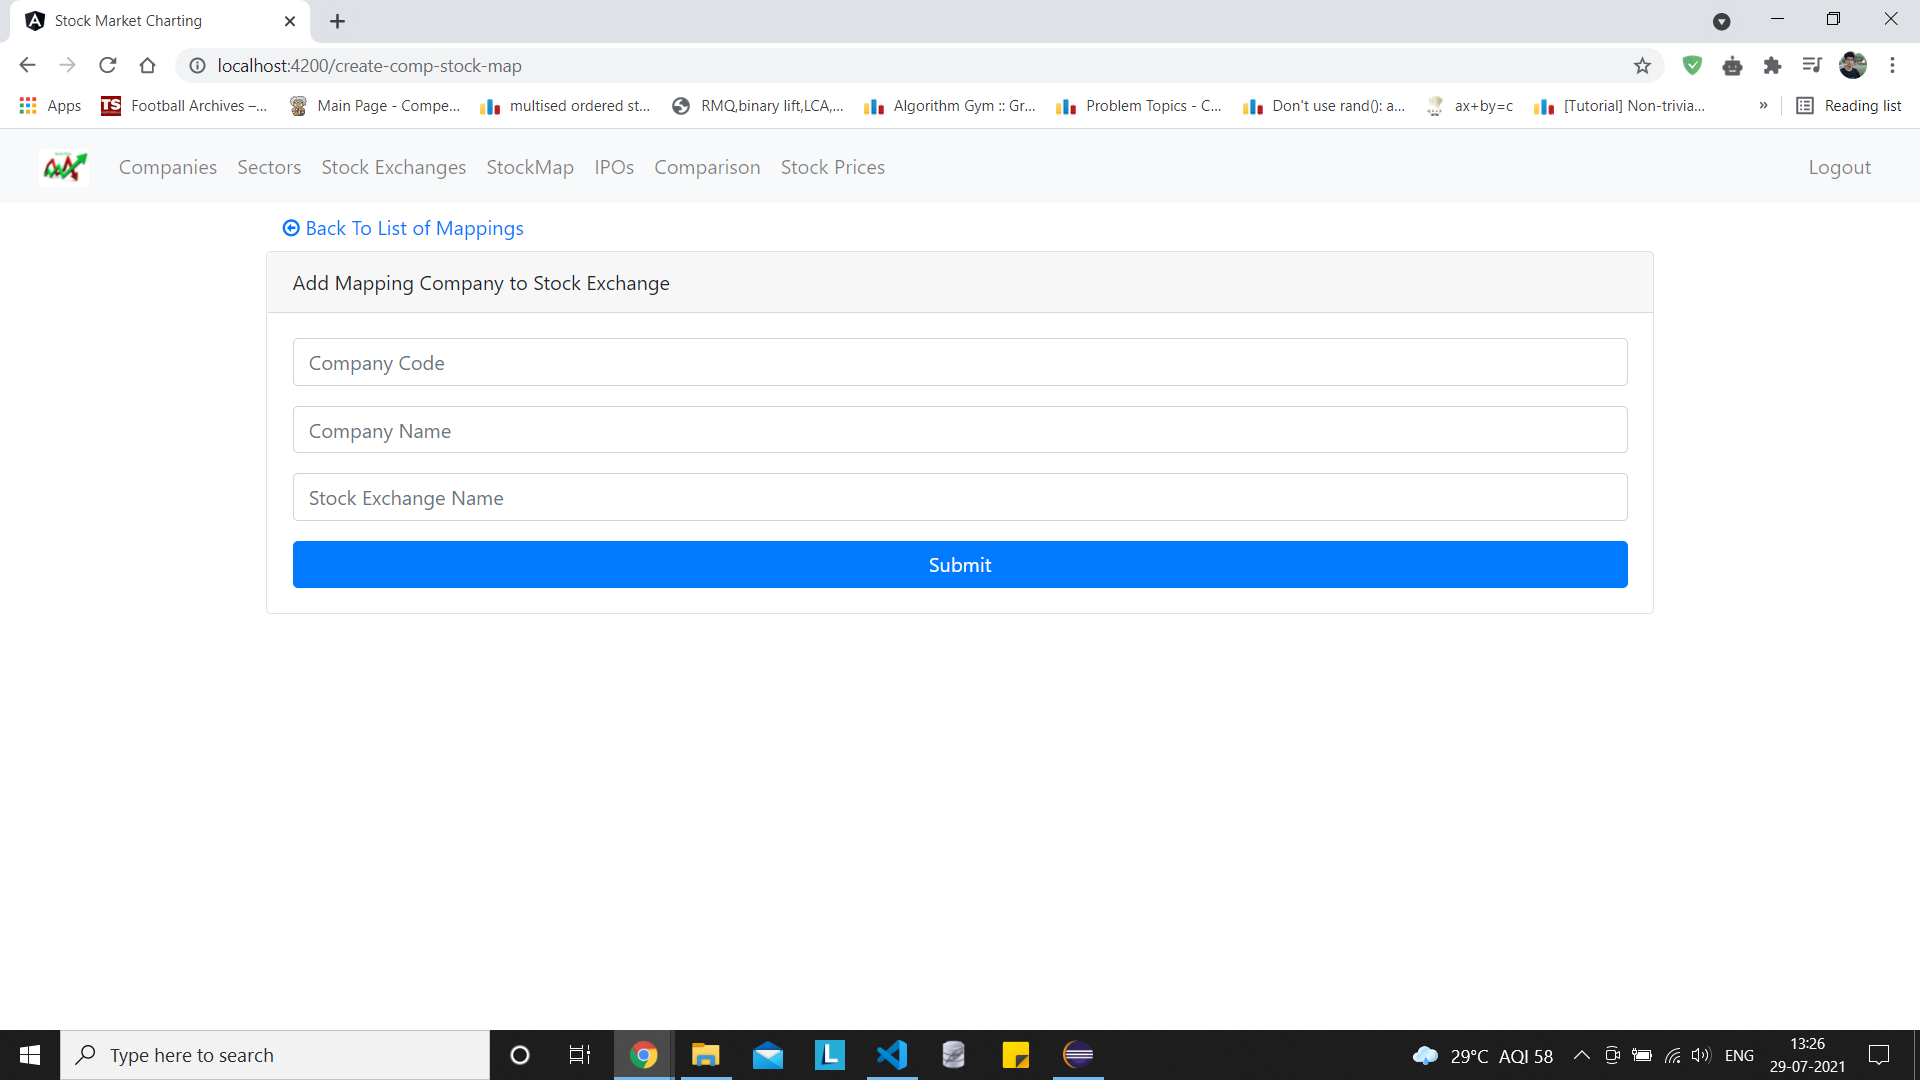 Stock Market Charting
localhost:4200/create-comp-stock-map
Apps
TS Football Archives –...
Main Page - Compe...
multised ordered st...
RMQ,binary lift,LCA,...
Algorithm Gym :: Gr...
Problem Topics - C...
Don't use rand(): a...
ax+by=c
[Tutorial] Non-trivia...
»
Reading list
Companies
Sectors
Stock Exchanges
StockMap
IPOs
Comparison
Stock Prices
Logout
Back To List of Mappings
Add Mapping Company to Stock Exchange
Company Code
Company Name
Stock Exchange Name
Submit
Type here to search
L
29°C AQI 58
ENG
13:26
29-07-2021